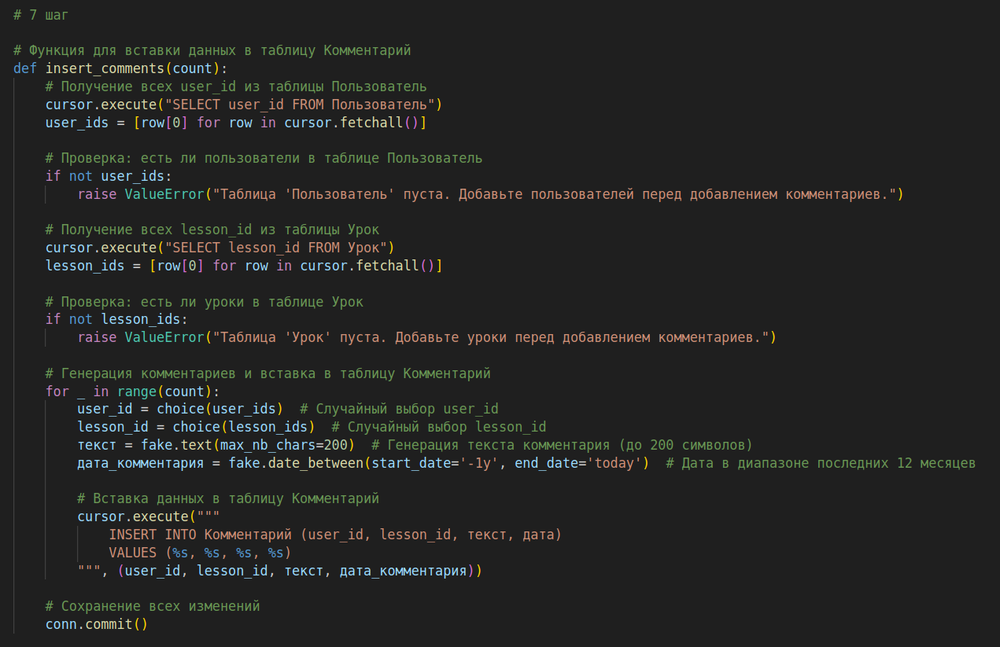 # 7 шаг
# Функция для вставки данных в таблицу Комментарий
def insert_comments(count):
# Получение всех user_id из таблицы Пользователь
cursor.execute("SELECT user_id FROM Пользователь")
user_ids = [row[0] for row in cursor.fetchall()]
# Проверка: есть ли пользователи в таблице Пользователь
if not user_ids:
raise ValueError("Таблица 'Пользователь' пуста. Добавьте пользователей перед добавлением комментариев.")
# Получение всех lesson_id из таблицы Урок
cursor.execute("SELECT lesson_id FROM Урок")
lesson_ids = [row[0] for row in cursor.fetchall()]
# Проверка: есть ли уроки в таблице Урок
if not lesson_ids:
raise ValueError("Таблица 'Урок' пуста. Добавьте уроки перед добавлением комментариев.")
# Генерация комментариев и вставка в таблицу Комментарий
for _ in range(count):
user_id = choice(user_ids)  # Случайный выбор user_id
lesson_id = choice(lesson_ids)  # Случайный выбор lesson_id
текст = fake.text(max_nb_chars=200)  # Генерация текста комментария (до 200 символов)
дата_комментария = fake.date_between(start_date='-1y', end_date='today')  # Дата в диапазоне последних 12 месяцев
# Вставка данных в таблицу Комментарий
cursor.execute("""
INSERT INTO Комментарий (user_id, lesson_id, текст, дата)
VALUES (%s, %s, %s, %s)
""", (user_id, lesson_id, текст, дата_комментария))
# Сохранение всех изменений
conn.commit()